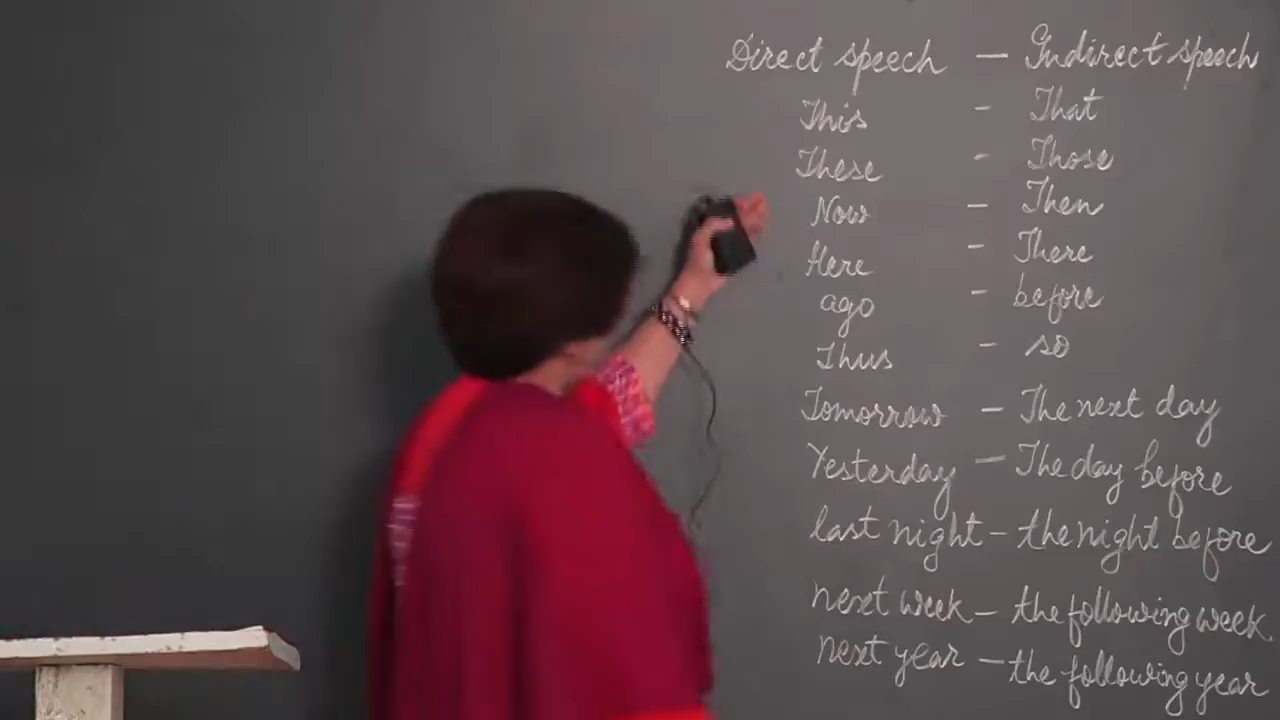 Direct speech — Indirect speech
This - That
These - Those
Now - Then
Here - There
ago - before
Thus - so
Tomorrow - The next day
Yesterday - The day before
last night - the night before
next week - the following week.
next year - the following year